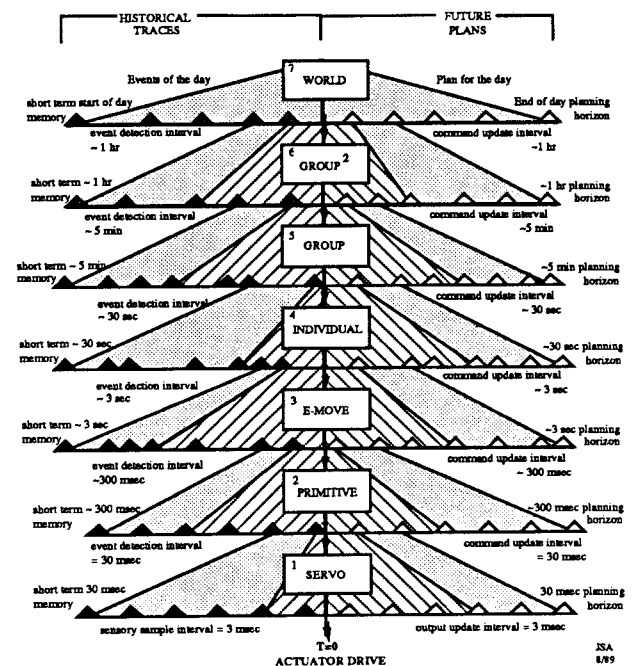 HISTORICAL
TRACES
FUTURE
PLANS
7
WORLD
Events of the day
Plan for the day
short term start of day
memory
End of day planning
horizon
event detection interval
~ 1 hr
command update interval
~1 hr
6
GROUP 2
short term ~ 1 hr
memory
~1 hr planning
horizon
event detection interval
~ 5 min
command update interval
~5 min
5
GROUP
short term ~ 5 min
memory
~5 min planning
horizon
event detection interval
~ 30 sec
command update interval
~ 30 sec
4
INDIVIDUAL
short term ~ 30 sec
memory
~30 sec planning
horizon
event dection interval
~ 3 sec
command update interval
~ 3 sec
3
E-MOVE
short term ~ 3 sec
memory
~3 sec planning
horizon
event detection interval
~300 msec
command update interval
~ 300 msec
2
PRIMITIVE
short term ~ 300 msec
memory
~300 msec planning
horizon
event detection interval
= 30 msec
command update interval
= 30 msec
1
SERVO
short term 30 msec
memory
30 msec planning
horizon
sensory sample interval = 3 msec
output update interval = 3 msec
T=0
ACTUATOR DRIVE
JSA
8/89